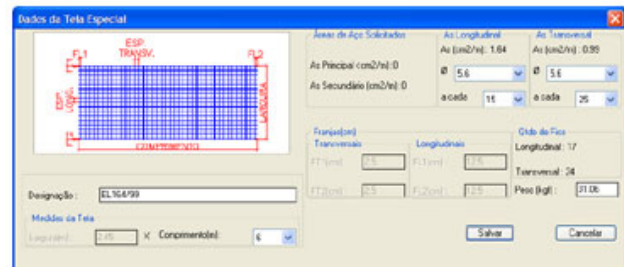 Dados da Tela Especial
ESP. TRANSV.
FL1
FL2
ESP. LONG.
LARGURA
COMPRIMENTO
Áreas de Aço Solicitadas
As Principal (cm2/m):0
As Secundário (cm2/m):0
As Longitudinal
As (cm2/m): 1.64
Ø 5.6
a cada 15
As Transversal
As (cm2/m): 0.99
Ø 5.6
a cada 25
Franjas(cm)
Transversais
FT1(cm): 2.5
FT2(cm): 2.5
Longitudinais
FL1(cm): 12.5
FL2(cm): 12.5
Qtde de Fios
Longitudinal : 17
Transversal : 24
Peso (kgf) : 31.06
Designação : EL164/99
Medidas da Tela
Largura(m): 2.45 X Comprimento(m): 6
Salvar
Cancelar